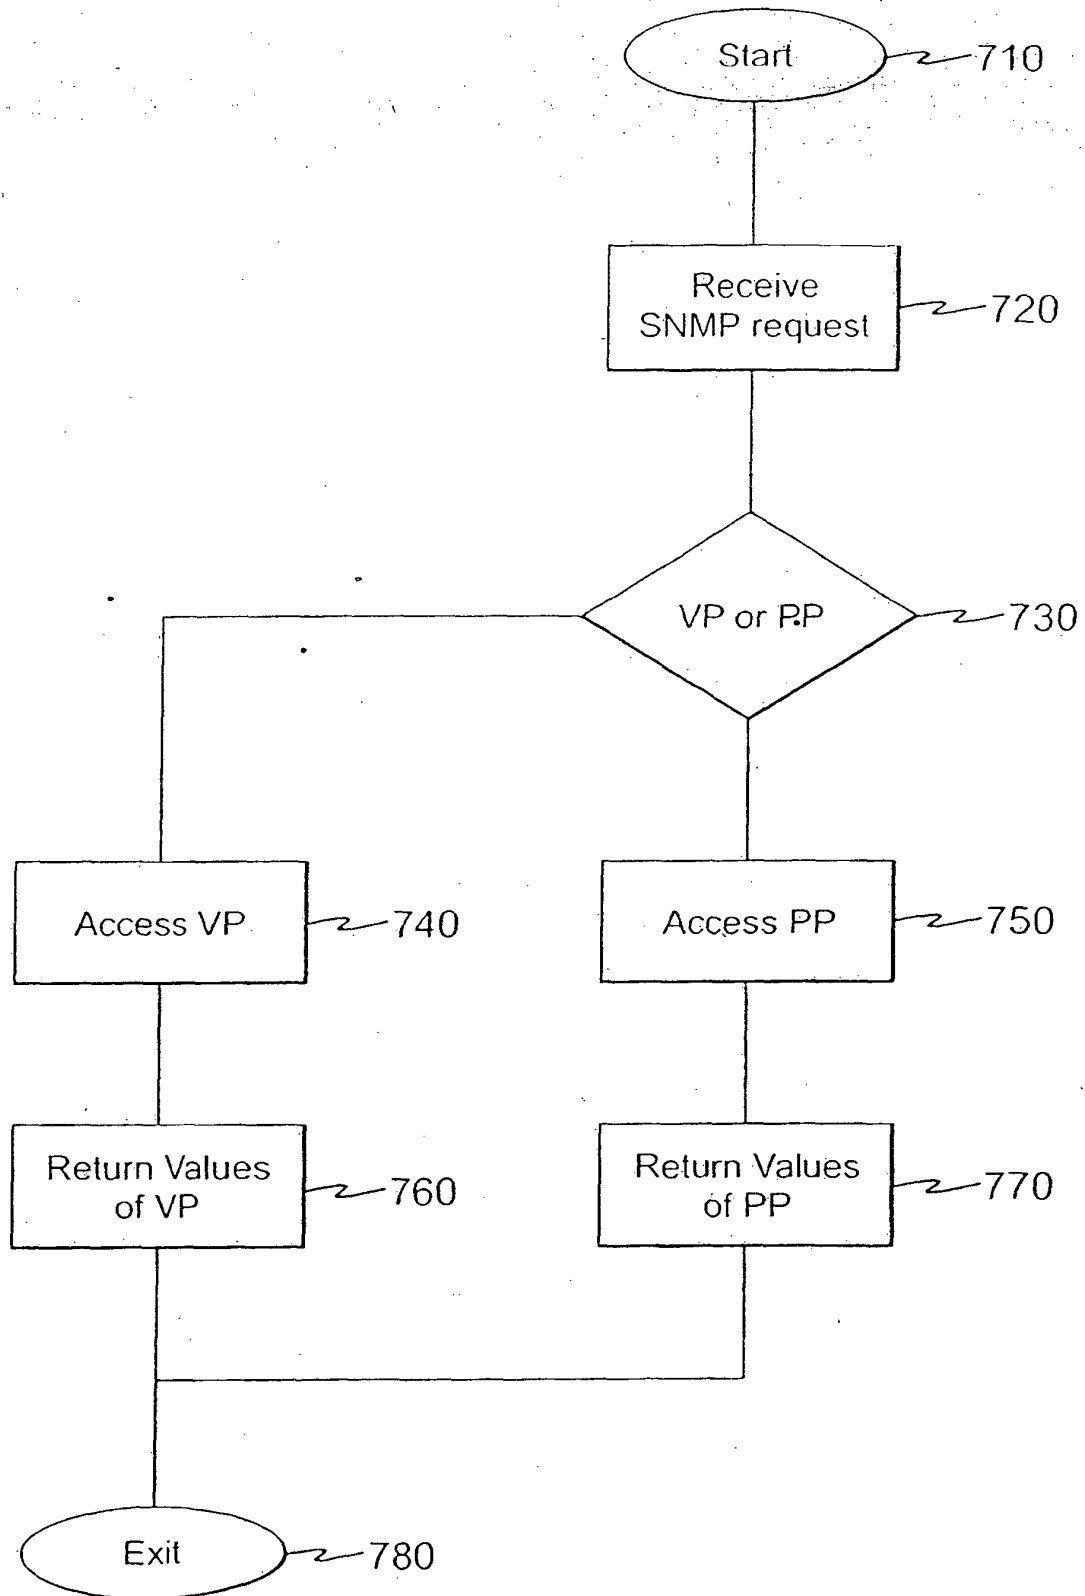 Start
710
Receive
SNMP request
720
VP or PP
730
Access VP
740
Access PP
750
Return Values
of VP
760
Return Values
of PP
770
Exit
780